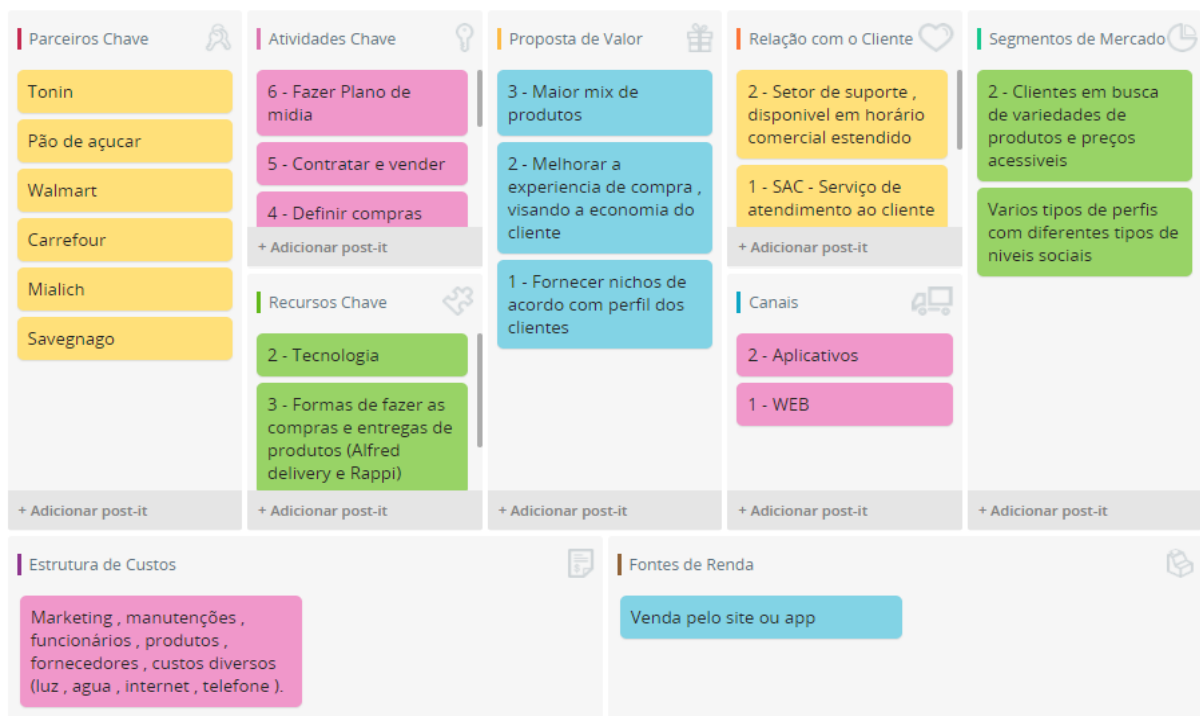 Parceiros Chave
Tonin
Pão de açucar
Walmart
Carrefour
Mialich
Savegnago
+ Adicionar post-it
Atividades Chave
6 - Fazer Plano de
midia
5 - Contratar e vender
4 - Definir compras
+ Adicionar post-it
Recursos Chave
2 - Tecnologia
3 - Formas de fazer as
compras e entregas de
produtos (Alfred
delivery e Rappi)
+ Adicionar post-it
Proposta de Valor
3 - Maior mix de
produtos
2 - Melhorar a
experiencia de compra ,
visando a economia do
cliente
1 - Fornecer nichos de
acordo com perfil dos
clientes
+ Adicionar post-it
Relação com o Cliente
2 - Setor de suporte ,
disponivel em horário
comercial estendido
1 - SAC - Serviço de
atendimento ao cliente
+ Adicionar post-it
Canais
2 - Aplicativos
1 - WEB
+ Adicionar post-it
Segmentos de Mercado
2 - Clientes em busca
de variedades de
produtos e preços
acessiveis
Varios tipos de perfis
com diferentes tipos de
niveis sociais
+ Adicionar post-it
Estrutura de Custos
Marketing , manutenções ,
funcionários , produtos ,
fornecedores , custos diversos
(luz , agua , internet , telefone ).
Fontes de Renda
Venda pelo site ou app